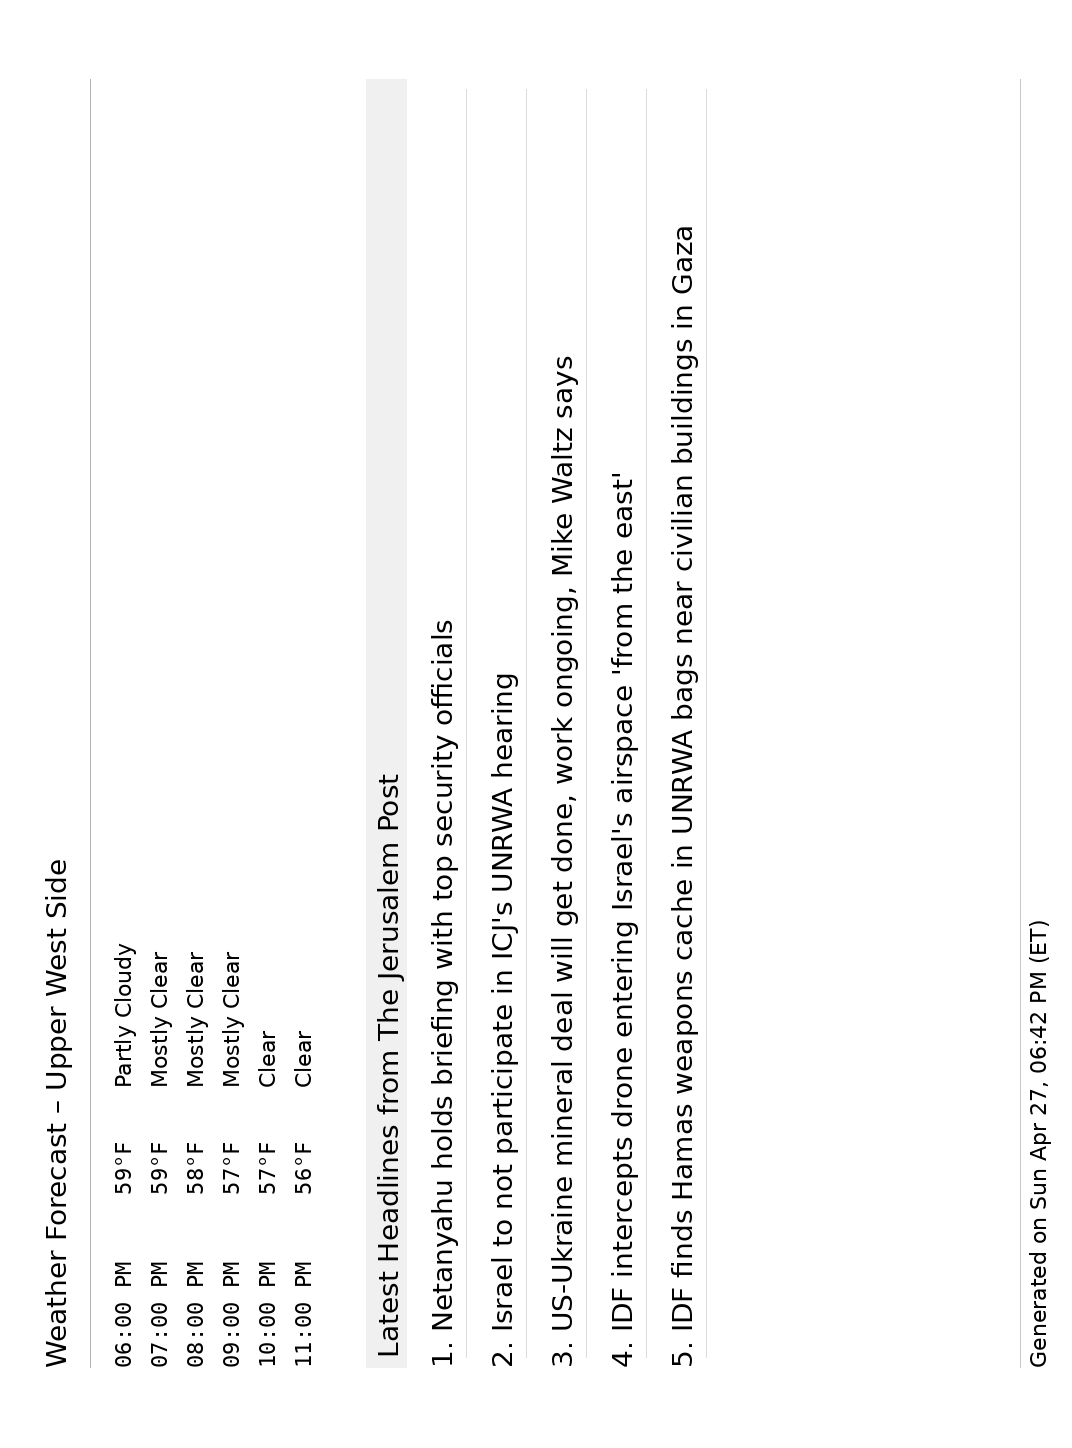 Weather Forecast – Upper West Side
06:00 PM 59°F Partly Cloudy
07:00 PM 59°F Mostly Clear
08:00 PM 58°F Mostly Clear
09:00 PM 57°F Mostly Clear
10:00 PM 57°F Clear
11:00 PM 56°F Clear
Latest Headlines from The Jerusalem Post
1. Netanyahu holds briefing with top security officials
2. Israel to not participate in ICJ's UNRWA hearing
3. US-Ukraine mineral deal will get done, work ongoing, Mike Waltz says
4. IDF intercepts drone entering Israel's airspace 'from the east'
5. IDF finds Hamas weapons cache in UNRWA bags near civilian buildings in Gaza
Generated on Sun Apr 27, 06:42 PM (ET)